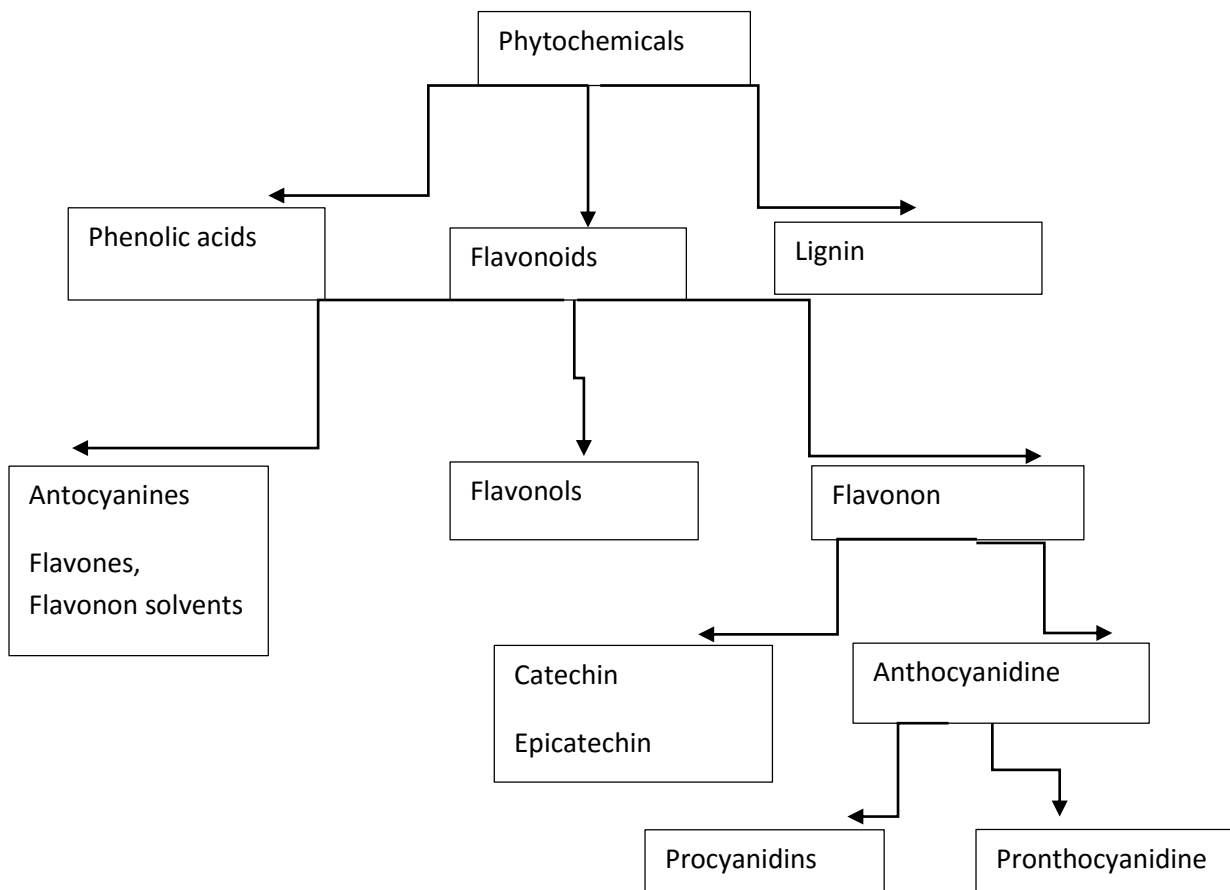 Phytochemicals
Phenolic acids
Flavonoids
Lignin
Antocyanines
Flavones,
Flavonon solvents
Flavonols
Flavonon
Catechin
Epicatechin
Anthocyanidine
Procyanidins
Pronthocyanidine